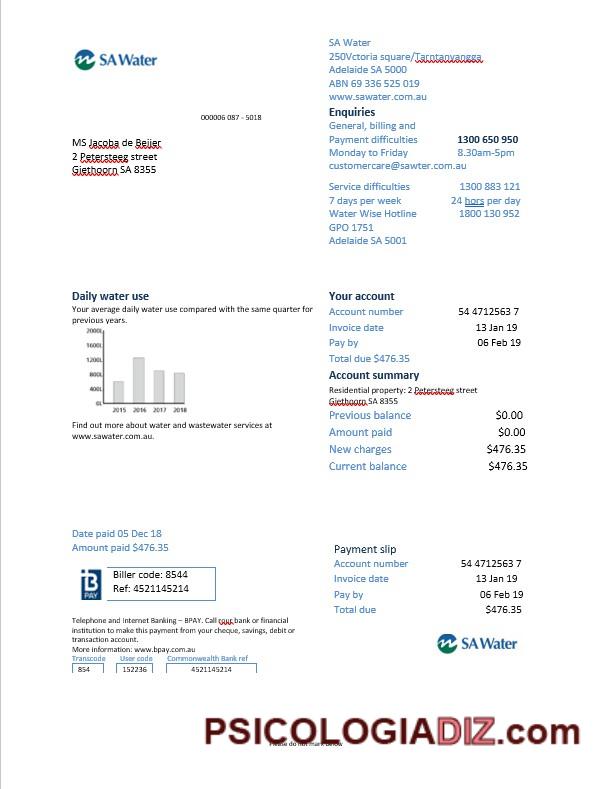 SA Water
SA Water
250Vctoria square/Tarntanyangga
Adelaide SA 5000
ABN 69 336 525 019
www.sawater.com.au
000006 087 - 5018
MS Jacoba de Beijer
2 Petersteeg street
Giethoorn SA 8355
Enquiries
General, billing and
Payment difficulties 1300 650 950
Monday to Friday 8.30am-5pm
customercare@sawter.com.au
Service difficulties 1300 883 121
7 days per week 24 hors per day
Water Wise Hotline 1800 130 952
GPO 1751
Adelaide SA 5001
Daily water use
Your average daily water use compared with the same quarter for
previous years.
2000L
1600L
1200L
800L
400L
0L
2015 2016 2017 2018
Find out more about water and wastewater services at
www.sawater.com.au.
Your account
Account number 54 4712563 7
Invoice date 13 Jan 19
Pay by 06 Feb 19
Total due $476.35
Account summary
Residential property: 2 Petersteeg street
Giethoorn SA 8355
Previous balance $0.00
Amount paid $0.00
New charges $476.35
Current balance $476.35
Date paid 05 Dec 18
Amount paid $476.35
B
PAY
Biller code: 8544
Ref: 4521145214
Telephone and Internet Banking – BPAY. Call your bank or financial
institution to make this payment from your cheque, savings, debit or
transaction account.
More information: www.bpay.com.au
Transcode User code Commonwealth Bank ref
854 152236 4521145214
Payment slip
Account number 54 4712563 7
Invoice date 13 Jan 19
Pay by 06 Feb 19
Total due $476.35
SA Water
PSICOLOGIADIZ.com
Please do not mark below